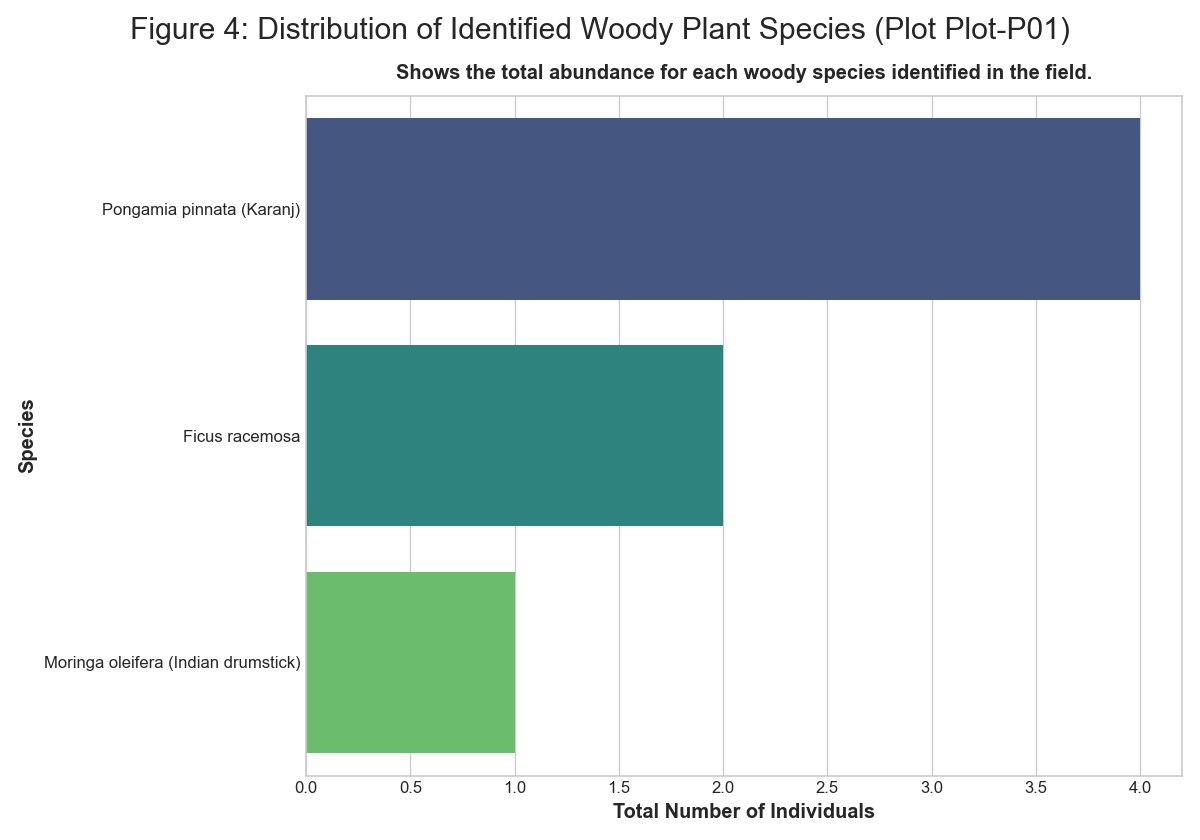 Figure 4: Distribution of Identified Woody Plant Species (Plot Plot-P01)
Shows the total abundance for each woody species identified in the field.
Species
Pongamia pinnata (Karanj)
Ficus racemosa
Moringa oleifera (Indian drumstick)
0.0 0.5 1.0 1.5 2.0 2.5 3.0 3.5 4.0
Total Number of Individuals